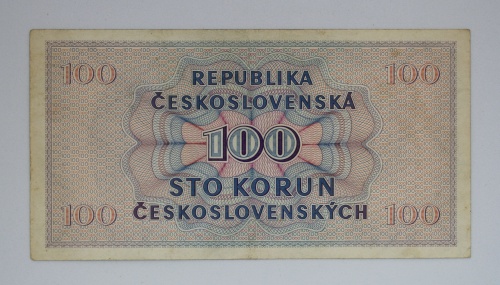 100 100
REPUBLIKA
ČESKOSLOVENSKÁ
100
STO KORUN
ČESKOSLOVENSKÝCH
100 100